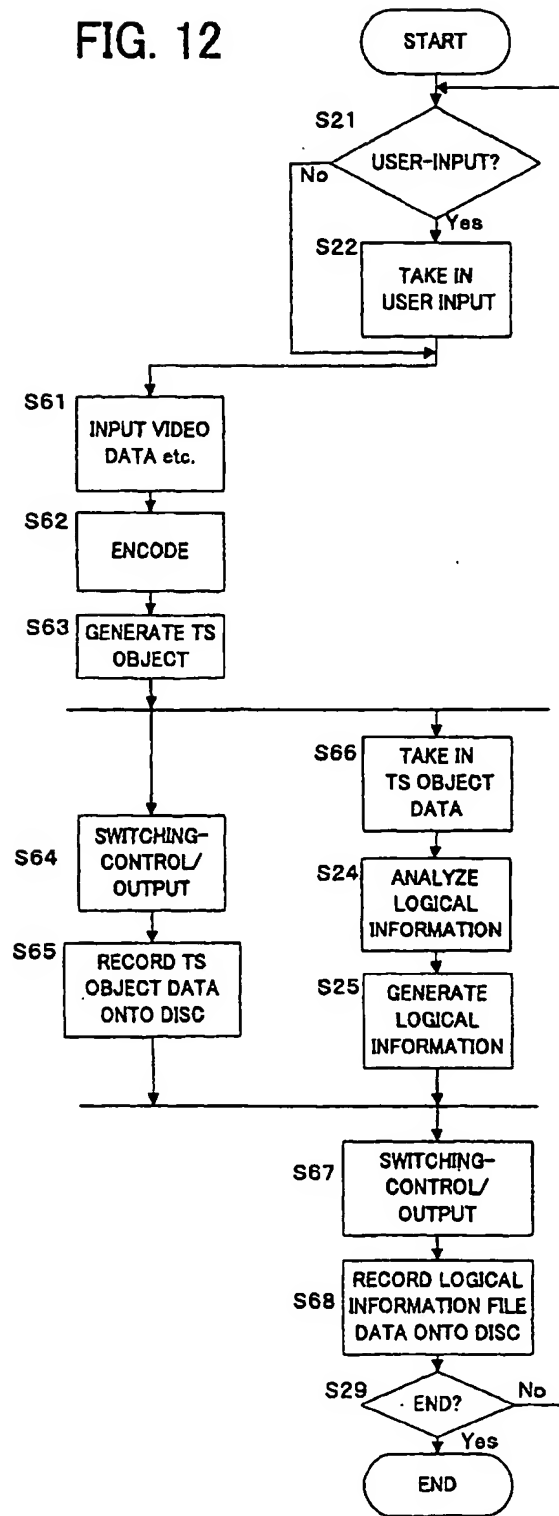 FIG. 12
START
S21
USER-INPUT?
No
Yes
S22
TAKE IN
USER INPUT
S61
INPUT VIDEO
DATA etc.
S62
ENCODE
S63
GENERATE TS
OBJECT
S66
TAKE IN
TS OBJECT
DATA
S64
SWITCHING-
CONTROL/
OUTPUT
S24
ANALYZE
LOGICAL
INFORMATION
S65
RECORD TS
OBJECT DATA
ONTO DISC
S25
GENERATE
LOGICAL
INFORMATION
S67
SWITCHING-
CONTROL/
OUTPUT
S68
RECORD LOGICAL
INFORMATION FILE
DATA ONTO DISC
S29
END?
No
Yes
END